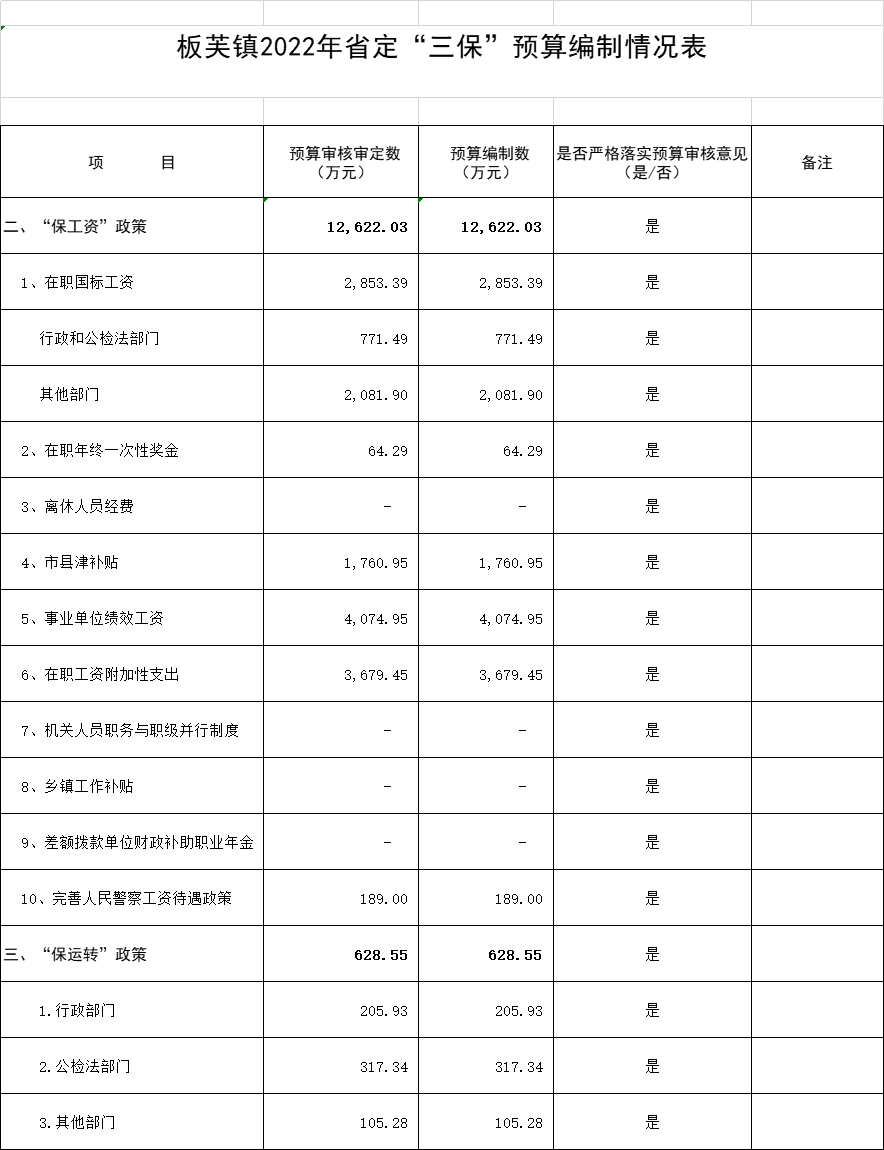 板芙镇2022年省定“三保”预算编制情况表
项 目 预算审核审定数（万元） 预算编制数（万元） 是否严格落实预算审核意见（是/否） 备注
二、“保工资”政策 12,622.03 12,622.03 是
1、在职国标工资 2,853.39 2,853.39 是
行政和公检法部门 771.49 771.49 是
其他部门 2,081.90 2,081.90 是
2、在职年终一次性奖金 64.29 64.29 是
3、离休人员经费 - - 是
4、市县津补贴 1,760.95 1,760.95 是
5、事业单位绩效工资 4,074.95 4,074.95 是
6、在职工资附加性支出 3,679.45 3,679.45 是
7、机关人员职务与职级并行制度 - - 是
8、乡镇工作补贴 - - 是
9、差额拨款单位财政补助职业年金 - - 是
10、完善人民警察工资待遇政策 189.00 189.00 是
三、“保运转”政策 628.55 628.55 是
1.行政部门 205.93 205.93 是
2.公检法部门 317.34 317.34 是
3.其他部门 105.28 105.28 是